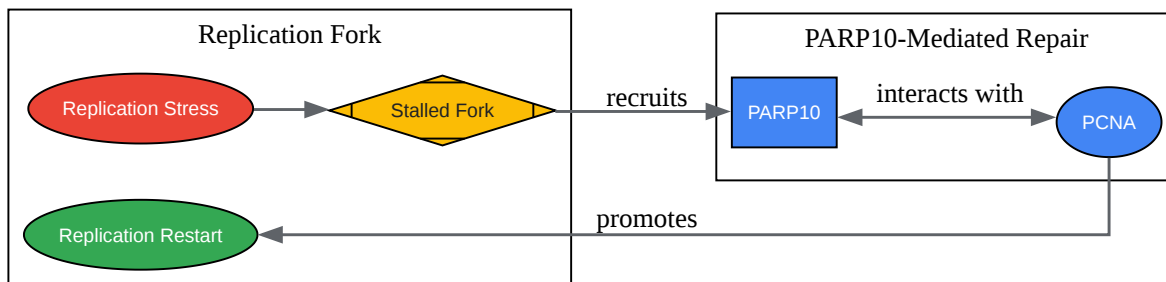 Replication Fork
PARP10-Mediated Repair
Replication Stress
Stalled Fork
recruits
PARP10
interacts with
PCNA
Replication Restart
promotes